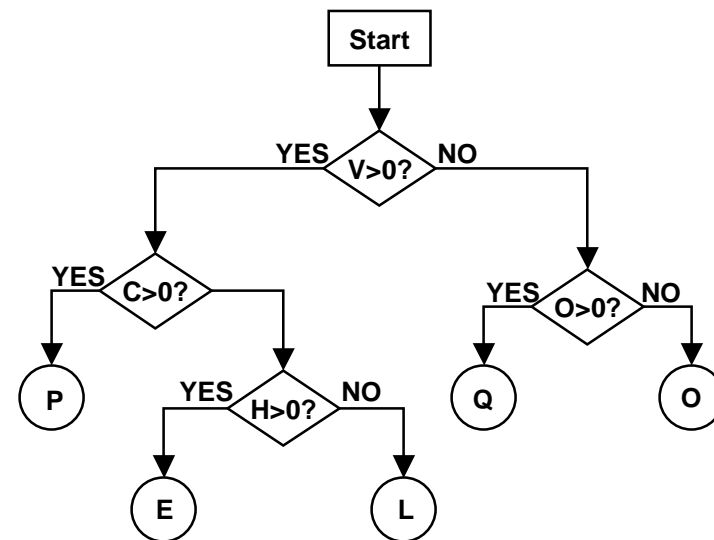 Start
YES
V>0?
NO
YES
C>0?
YES
O>0?
NO
P
YES
H>0?
NO
Q
O
E
L